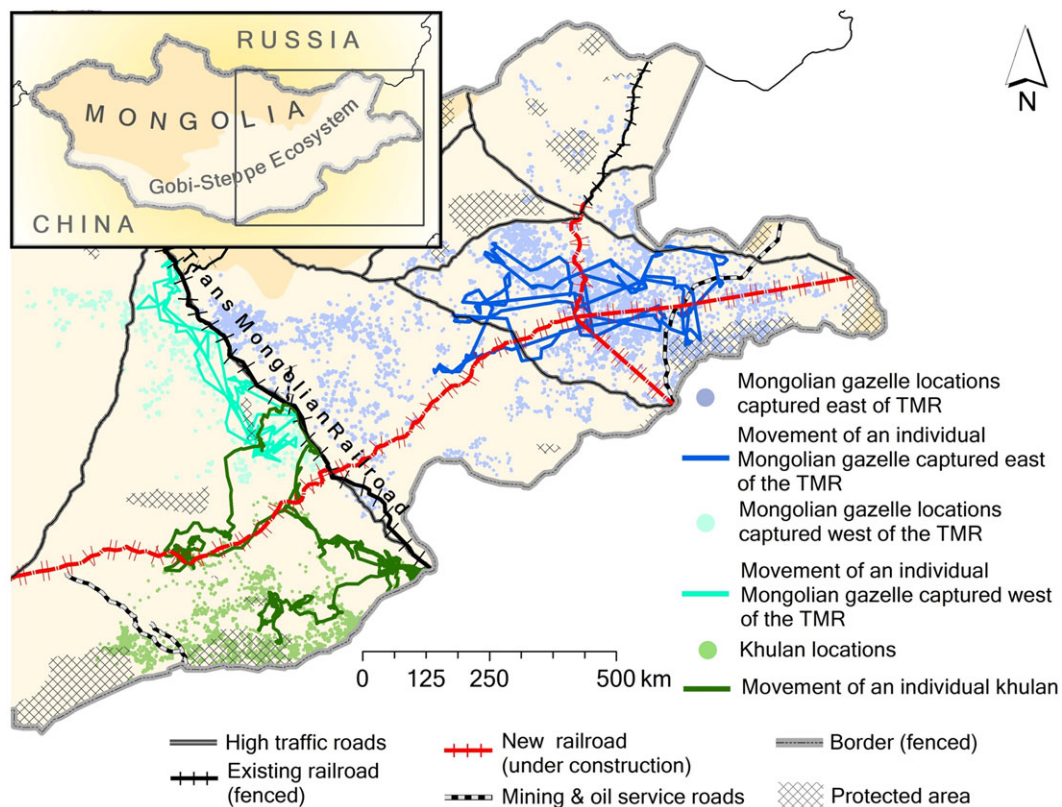 RUSSIA
MONGOLIA
Gobi-Steppe Ecosystem
CHINA
N
Trans Mongolian Railroad
Mongolian gazelle locations
captured east of TMR
Movement of an individual
Mongolian gazelle captured east
of the TMR
Mongolian gazelle locations
captured west of the TMR
Movement of an individual
Mongolian gazelle captured west
of the TMR
Khulan locations
Movement of an individual khulan
0 125 250 500 km
High traffic roads
Existing railroad
(fenced)
New railroad
(under construction)
Mining & oil service roads
Border (fenced)
Protected area